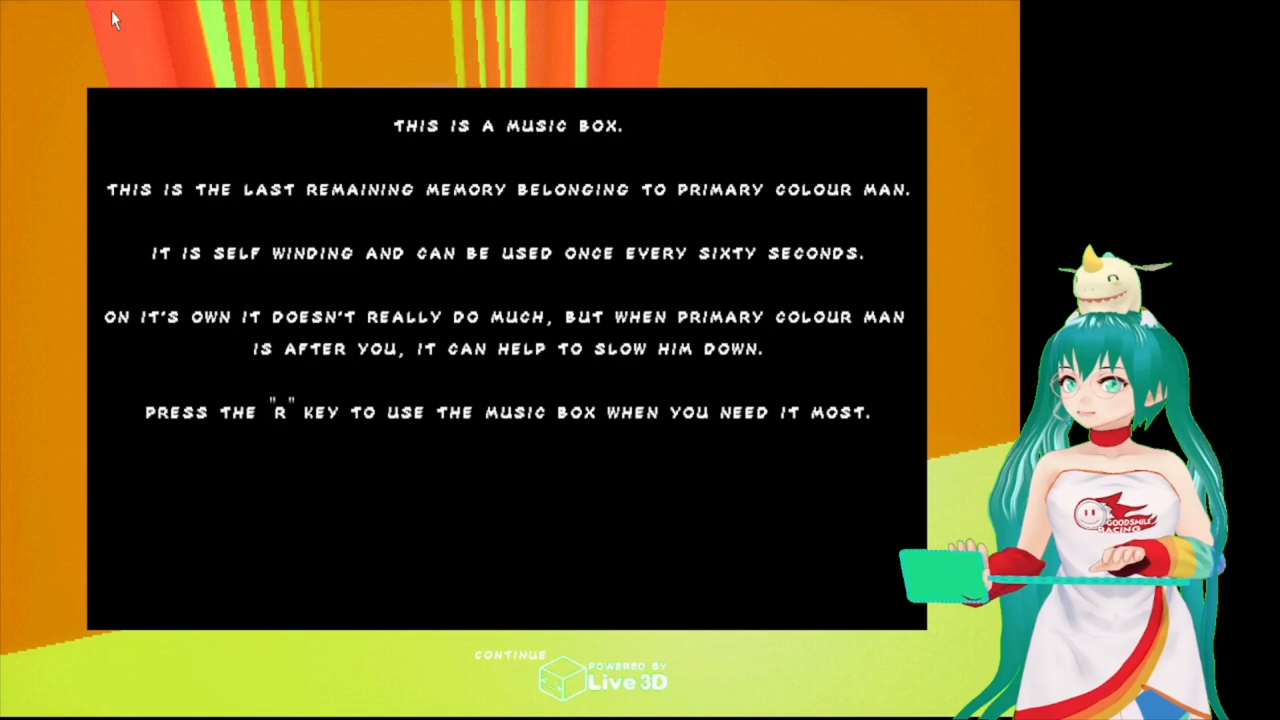 THIS IS A MUSIC BOX.
THIS IS THE LAST REMAINING MEMORY BELONGING TO PRIMARY COLOUR MAN.
IT IS SELF WINDING AND CAN BE USED ONCE EVERY SIXTY SECONDS.
ON IT'S OWN IT DOESN'T REALLY DO MUCH, BUT WHEN PRIMARY COLOUR MAN
IS AFTER YOU, IT CAN HELP TO SLOW HIM DOWN.
PRESS THE "R" KEY TO USE THE MUSIC BOX WHEN YOU NEED IT MOST.
GOODSMILE
RACING
CONTINUE
POWERED BY
Live3D